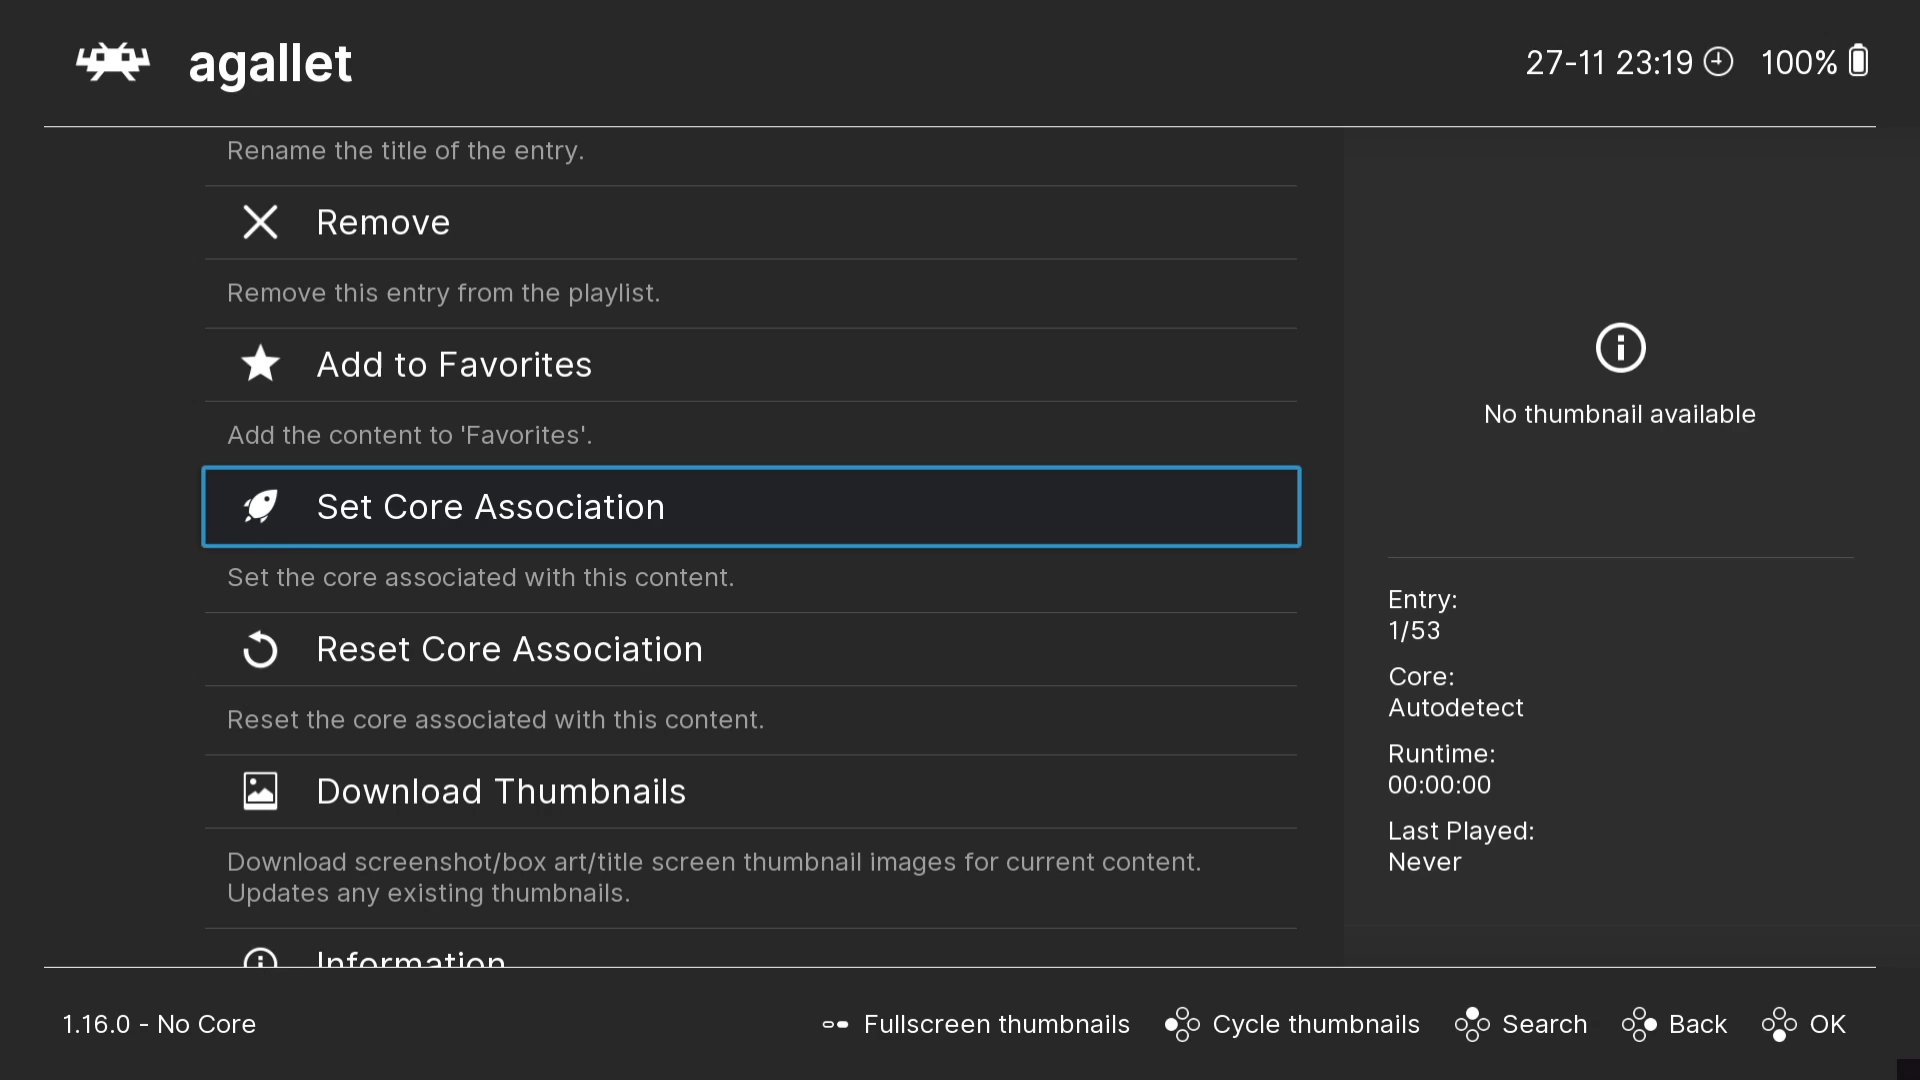 agallet
27-11 23:19
100%
Rename the title of the entry.
Remove
Remove this entry from the playlist.
Add to Favorites
Add the content to 'Favorites'.
Set Core Association
Set the core associated with this content.
Reset Core Association
Reset the core associated with this content.
Download Thumbnails
Download screenshot/box art/title screen thumbnail images for current content.
Updates any existing thumbnails.
Information
No thumbnail available
Entry:
1/53
Core:
Autodetect
Runtime:
00:00:00
Last Played:
Never
1.16.0 - No Core
Fullscreen thumbnails
Cycle thumbnails
Search
Back
OK